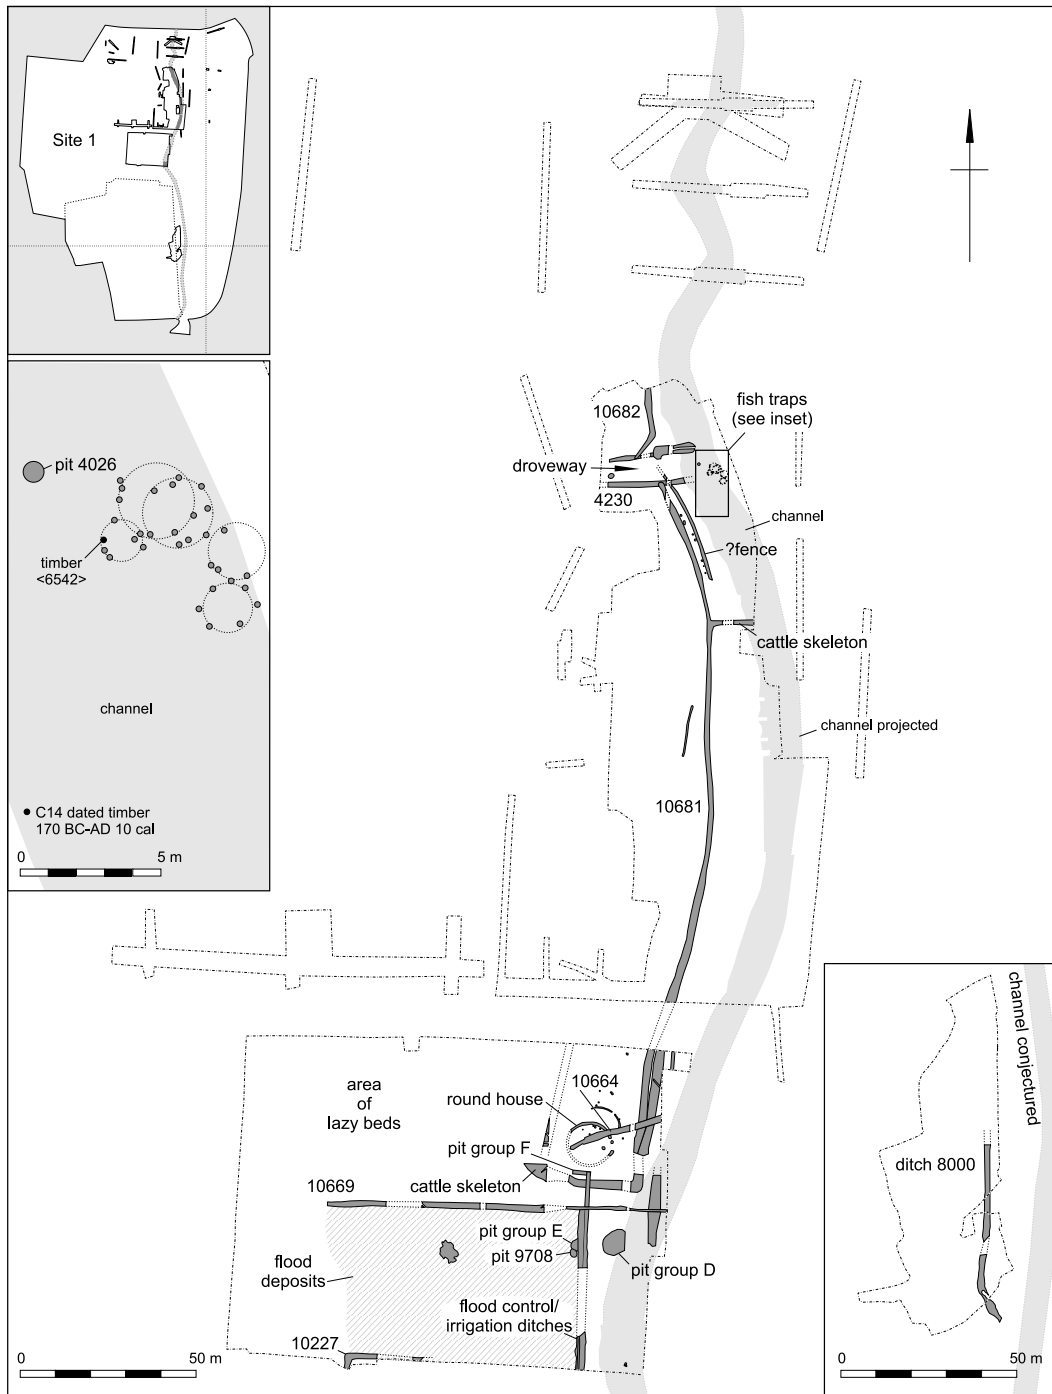 Site 1
pit 4026
timber
<6542>
channel
C14 dated timber
170 BC-AD 10 cal
0 5 m
10682
fish traps
(see inset)
droveway
4230
channel
?fence
cattle skeleton
channel projected
10681
area
of
lazy beds
10664
round house
pit group F
cattle skeleton
10669
pit group E
pit 9708
pit group D
flood
deposits
flood control/
irrigation ditches
10227
0 50 m
channel conjectured
ditch 8000
0 50 m